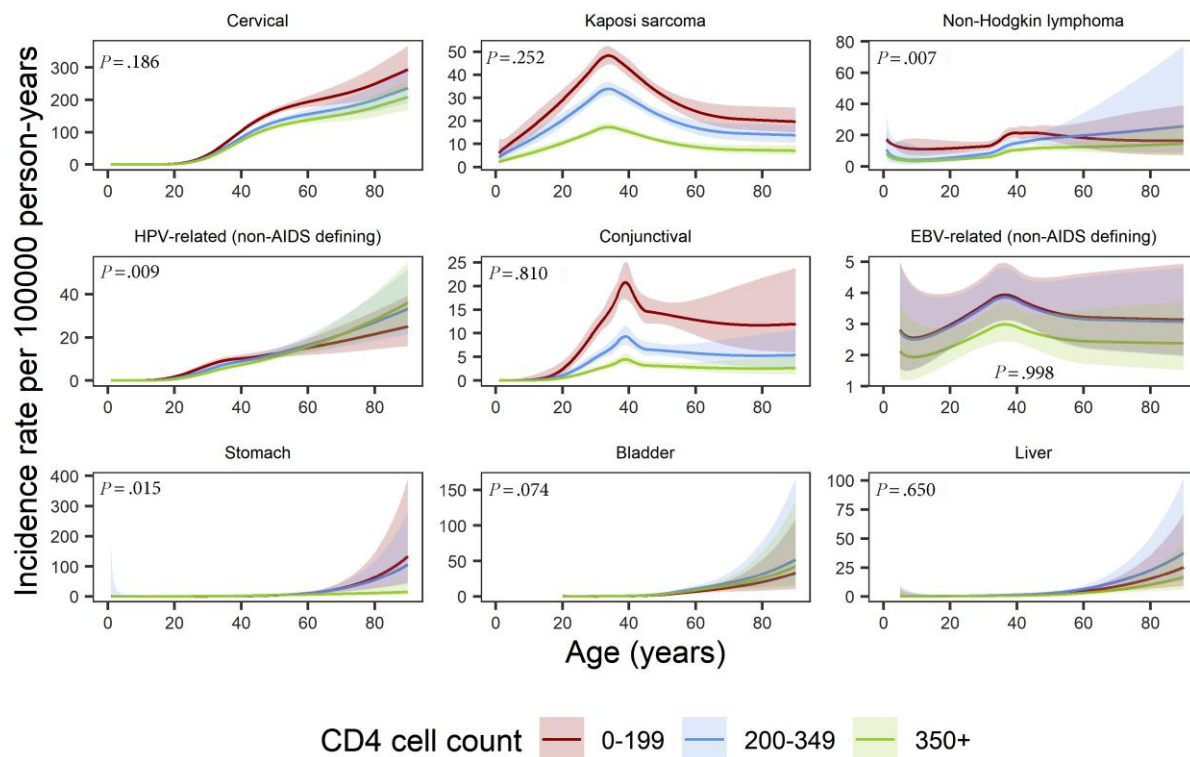 Incidence rate per 100000 person-years
Cervical
P=.186
300
200
100
0
0 20 40 60 80
Kaposi sarcoma
P=.252
50
40
30
20
10
0
0 20 40 60 80
Non-Hodgkin lymphoma
P=.007
80
60
40
20
0
0 20 40 60 80
HPV-related (non-AIDS defining)
P=.009
40
20
0
0 20 40 60 80
Conjunctival
P=.810
25
20
15
10
5
0
0 20 40 60 80
EBV-related (non-AIDS defining)
5
4
3
2
1
P=.998
0 20 40 60 80
Stomach
P=.015
400
300
200
100
0
0 20 40 60 80
Bladder
P=.074
150
100
50
0
0 20 40 60 80
Liver
P=.650
100
75
50
25
0
0 20 40 60 80
Age (years)
CD4 cell count 0-199 200-349 350+